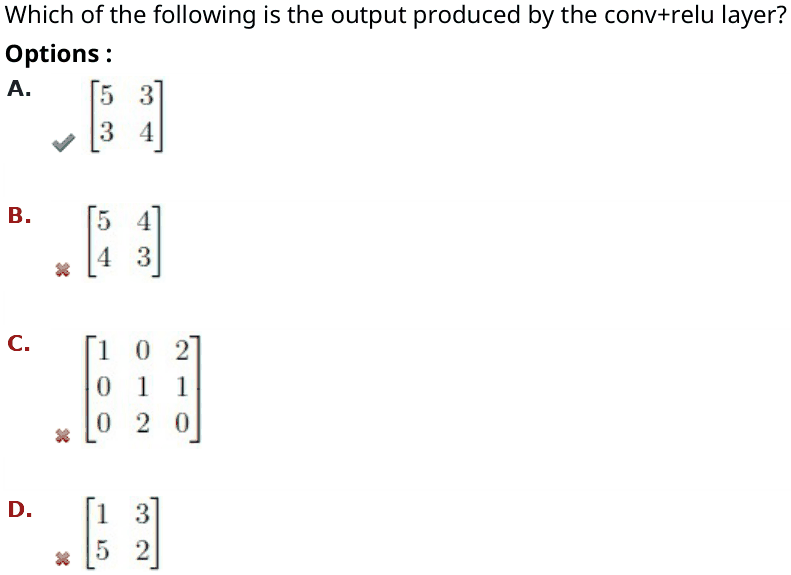 Which of the following is the output produced by the conv+relu layer?
Options :
A.
5 3
3 4
B.
5 4
4 3
C.
1 0 2
0 1 1
0 2 0
D.
1 3
5 2